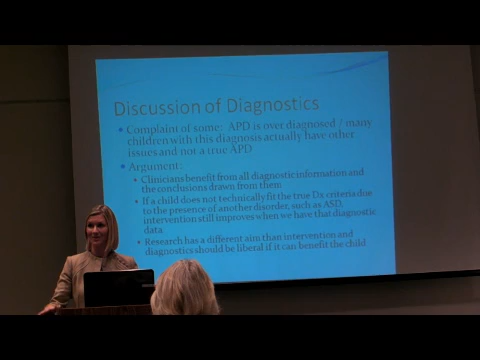 Discussion of Diagnostics
• Complaint of some: APD is over diagnosed / many
children with this diagnosis actually have other
issues and not a true APD
• Argument:
• Clinicians benefit from all diagnostic information and
the conclusions drawn from them
• If a child does not technically fit the true Dx criteria due
to the presence of another disorder, such as ASD,
intervention still improves when we have that diagnostic
data.
• Research has a different aim than intervention and
diagnostics should be liberal if it can benefit the child